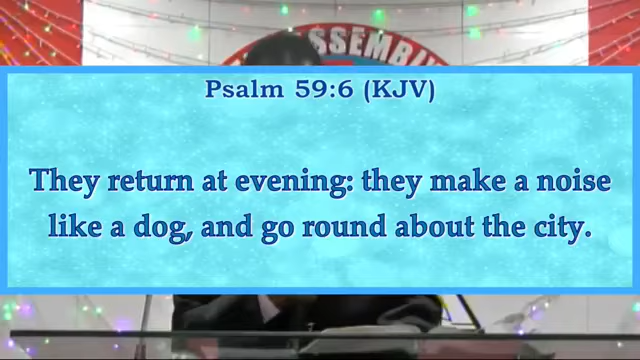 ASSEMBL
Psalm 59:6 (KJV)
They return at evening: they make a noise
like a dog, and go round about the city.